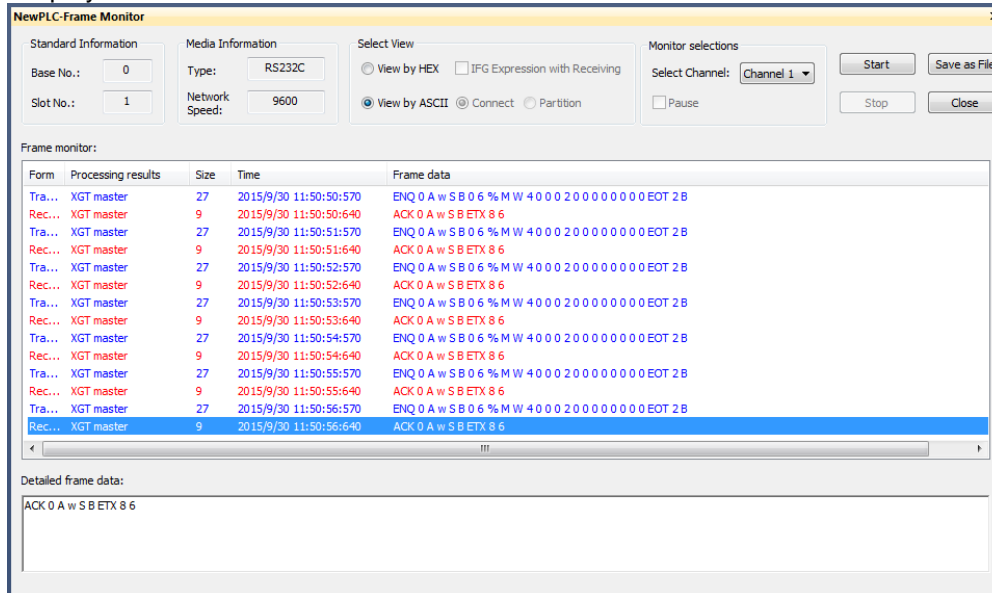 NewPLC-Frame Monitor
Standard Information
Base No.: 0
Slot No.: 1
Media Information
Type: RS232C
Network Speed: 9600
Select View
View by HEX IFG Expression with Receiving
View by ASCII Connect Partition
Monitor selections
Select Channel: Channel 1
Pause
Start Save as File
Stop Close
Frame monitor:
Form Processing results Size Time Frame data
Tra... XGT master 27 2015/9/30 11:50:50:570 ENQ 0 A w S B 0 6 % M W 4 0 0 0 2 0 0 0 0 0 0 0 0 EOT 2 B
Rec... XGT master 9 2015/9/30 11:50:50:640 ACK 0 A w S B ETX 8 6
Tra... XGT master 27 2015/9/30 11:50:51:570 ENQ 0 A w S B 0 6 % M W 4 0 0 0 2 0 0 0 0 0 0 0 0 EOT 2 B
Rec... XGT master 9 2015/9/30 11:50:51:640 ACK 0 A w S B ETX 8 6
Tra... XGT master 27 2015/9/30 11:50:52:570 ENQ 0 A w S B 0 6 % M W 4 0 0 0 2 0 0 0 0 0 0 0 0 EOT 2 B
Rec... XGT master 9 2015/9/30 11:50:52:640 ACK 0 A w S B ETX 8 6
Tra... XGT master 27 2015/9/30 11:50:53:570 ENQ 0 A w S B 0 6 % M W 4 0 0 0 2 0 0 0 0 0 0 0 0 EOT 2 B
Rec... XGT master 9 2015/9/30 11:50:53:640 ACK 0 A w S B ETX 8 6
Tra... XGT master 27 2015/9/30 11:50:54:570 ENQ 0 A w S B 0 6 % M W 4 0 0 0 2 0 0 0 0 0 0 0 0 EOT 2 B
Rec... XGT master 9 2015/9/30 11:50:54:640 ACK 0 A w S B ETX 8 6
Tra... XGT master 27 2015/9/30 11:50:55:570 ENQ 0 A w S B 0 6 % M W 4 0 0 0 2 0 0 0 0 0 0 0 0 EOT 2 B
Rec... XGT master 9 2015/9/30 11:50:55:640 ACK 0 A w S B ETX 8 6
Tra... XGT master 27 2015/9/30 11:50:56:570 ENQ 0 A w S B 0 6 % M W 4 0 0 0 2 0 0 0 0 0 0 0 0 EOT 2 B
Rec... XGT master 9 2015/9/30 11:50:56:640 ACK 0 A w S B ETX 8 6
Detailed frame data:
ACK 0 A w S B ETX 8 6